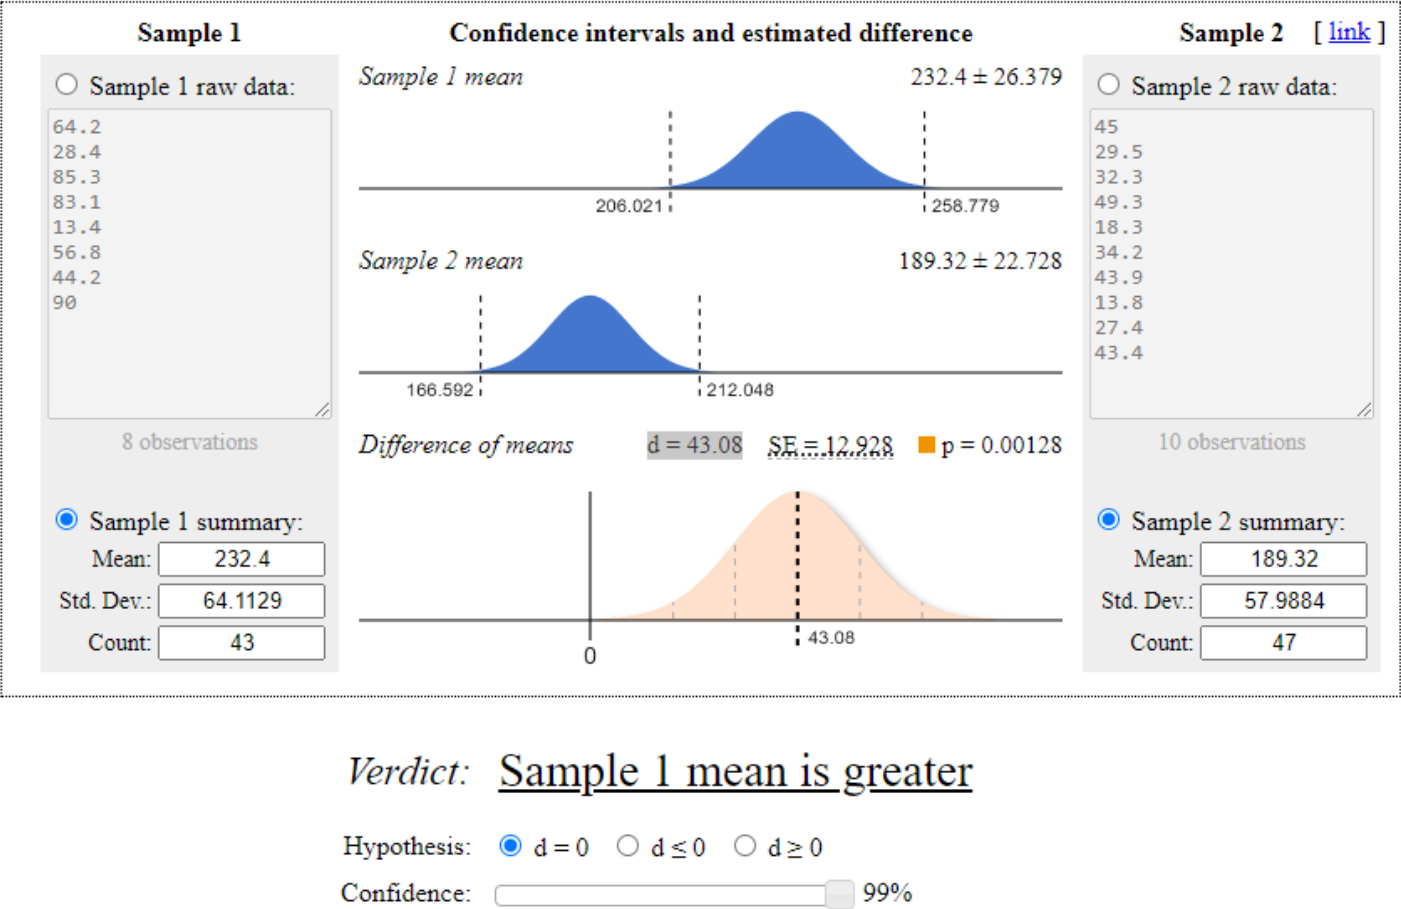 Sample 1
Confidence intervals and estimated difference
Sample 2
[ link ]
Sample 1 raw data:
64.2
28.4
85.3
83.1
13.4
56.8
44.2
90
8 observations
Sample 1 summary:
Mean: 232.4
Std. Dev.: 64.1129
Count: 43
Sample 1 mean 232.4 ± 26.379
206.021 258.779
Sample 2 mean 189.32 ± 22.728
166.592 212.048
Difference of means d = 43.08 SE = 12.928 p = 0.00128
43.08
0
Sample 2 raw data:
45
29.5
32.3
49.3
18.3
34.2
43.9
13.8
27.4
43.4
10 observations
Sample 2 summary:
Mean: 189.32
Std. Dev.: 57.9884
Count: 47
Verdict: Sample 1 mean is greater
Hypothesis: d = 0 d ≤ 0 d ≥ 0
Confidence: 99%